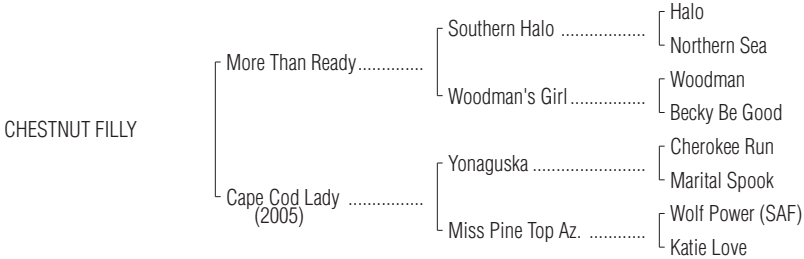 CHESTNUT FILLY
More Than Ready..............
Cape Cod Lady ................
(2005)
Southern Halo ...................
Woodman's Girl................
Yonaguska .........................
Miss Pine Top Az. ............
Halo
Northern Sea
Woodman
Becky Be Good
Cherokee Run
Marital Spook
Wolf Power (SAF)
Katie Love